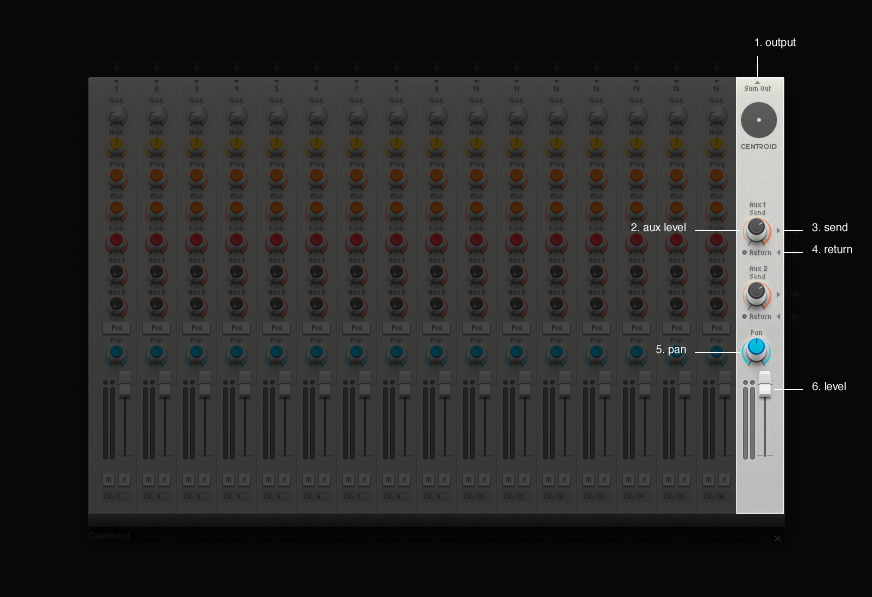 1. output
1 2 3 4 5 6 7 8 9 10 11 12 13 14 15 16 Sum Out
Gain Gain Gain Gain Gain Gain Gain Gain Gain Gain Gain Gain Gain Gain Gain Gain
High High High High High High High High High High High High High High High High
CENTROID
Freq Freq Freq Freq Freq Freq Freq Freq Freq Freq Freq Freq Freq Freq Freq Freq
Mid Mid Mid Mid Mid Mid Mid Mid Mid Mid Mid Mid Mid Mid Mid Mid
Aux 1
Send
Low Low Low Low Low Low Low Low Low Low Low Low Low Low Low Low
2. aux level
3. send
4. return
Return
Aux 1 Aux 1 Aux 1 Aux 1 Aux 1 Aux 1 Aux 1 Aux 1 Aux 1 Aux 1 Aux 1 Aux 1 Aux 1 Aux 1 Aux 1 Aux 1
Aux 2
Send
Aux 2 Aux 2 Aux 2 Aux 2 Aux 2 Aux 2 Aux 2 Aux 2 Aux 2 Aux 2 Aux 2 Aux 2 Aux 2 Aux 2 Aux 2 Aux 2
Return
Pre Pre Pre Pre Pre Pre Pre Pre Pre Pre Pre Pre Pre Pre Pre Pre
Pan Pan Pan Pan Pan Pan Pan Pan Pan Pan Pan Pan Pan Pan Pan Pan Pan
5. pan
6. level
m s m s m s m s m s m s m s m s m s m s m s m s m s m s m s m s
Ch. 1 Ch. 2 Ch. 3 Ch. 4 Ch. 5 Ch. 6 Ch. 7 Ch. 8 Ch. 9 Ch. 10 Ch. 11 Ch. 12 Ch. 13 Ch. 14 Ch. 15 Ch. 16
Centroid